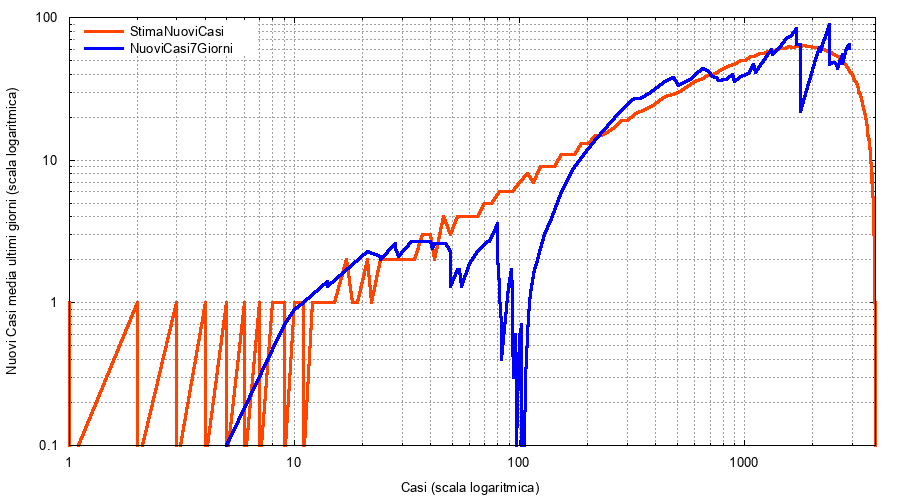 100
StimaNuoviCasi
NuoviCasi7Giorni
10
1
0.1
Nuovi Casi media ultimi giorni (scala logaritmica)
1
10
100
1000
Casi (scala logaritmica)